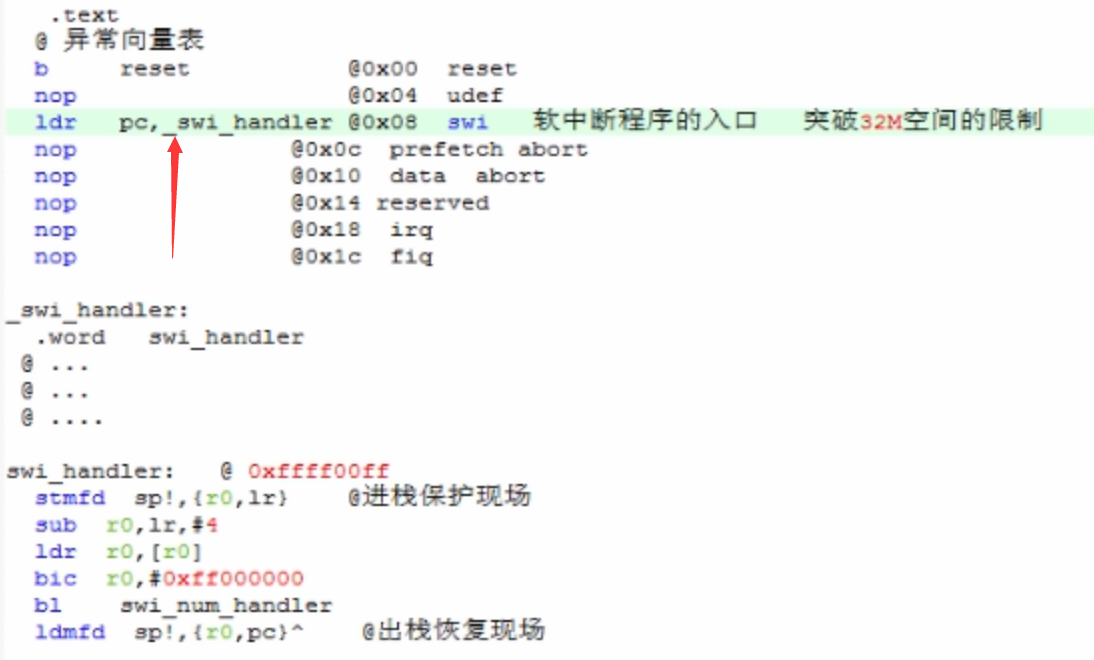 .text
@ 异常向量表
b reset @0x00 reset
nop @0x04 udef
ldr pc,_swi_handler @0x08 swi 软中断程序的入口 突破32M空间的限制
nop @0x0c prefetch abort
nop @0x10 data abort
nop @0x14 reserved
nop @0x18 irq
nop @0x1c fiq
_swi_handler:
.word swi_handler
@ ...
@ ...
@ ....
swi_handler: @ 0xffff00ff
stmfd sp!,{r0,lr} @进栈保护现场
sub r0,lr,#4
ldr r0,[r0]
bic r0,#0xff000000
bl swi_num_handler
ldmfd sp!,{r0,pc}^ @出栈恢复现场